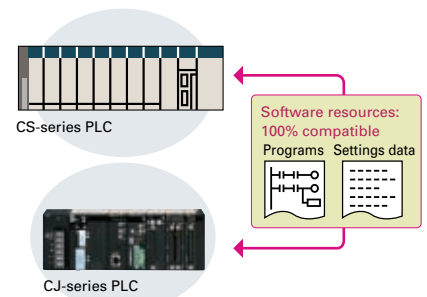 CS-series PLC
Software resources:
100% compatible
Programs Settings data
CJ-series PLC